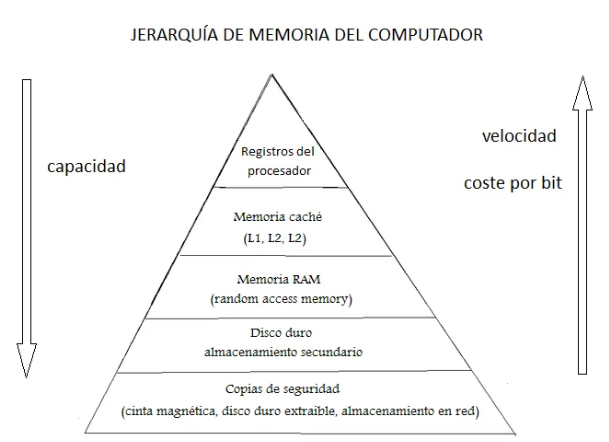 JERARQUÍA DE MEMORIA DEL COMPUTADOR
capacidad
velocidad
coste por bit
Registros del
procesador
Memoria caché
(L1, L2, L2)
Memoria RAM
(random access memory)
Disco duro
almacenamiento secundario
Copias de seguridad
(cinta magnética, disco duro extraible, almacenamiento en red)